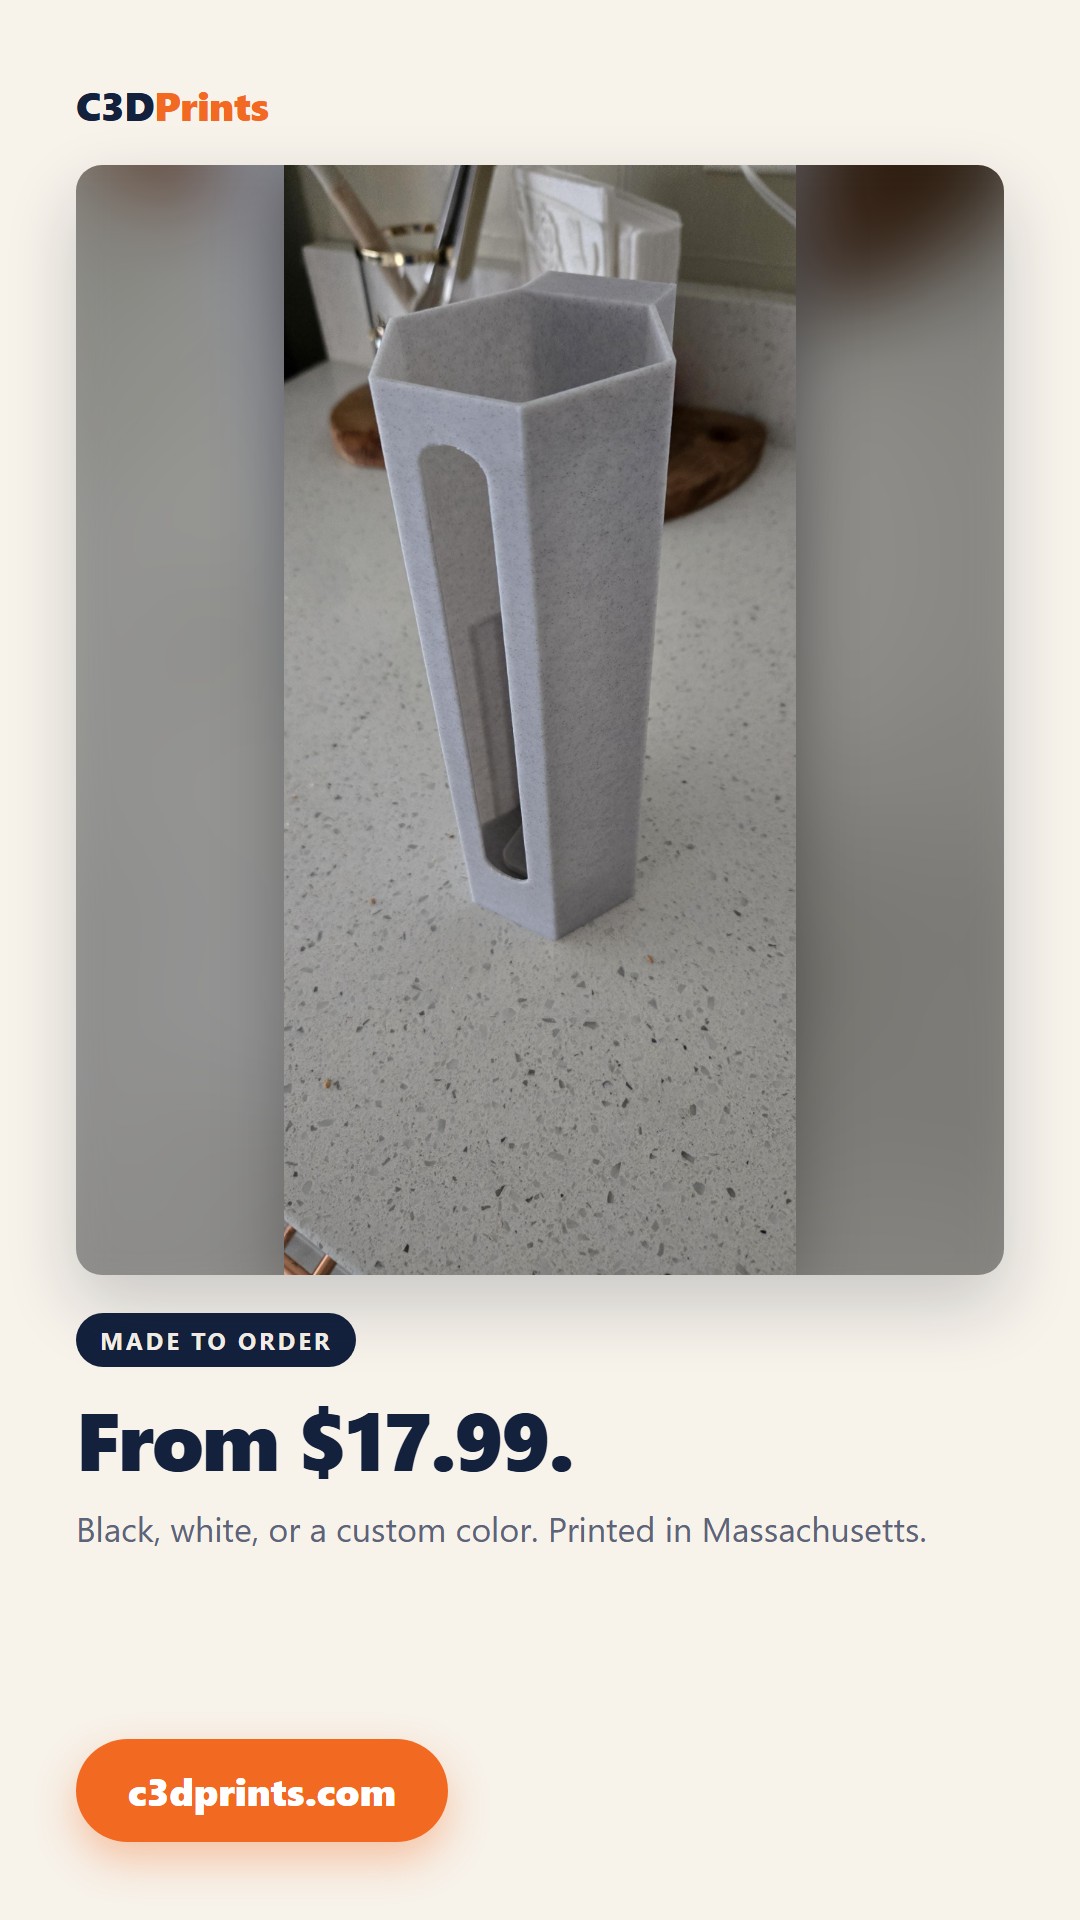 C3DPrints
MADE TO ORDER
From $17.99.
Black, white, or a custom color. Printed in Massachusetts.
c3dprints.com